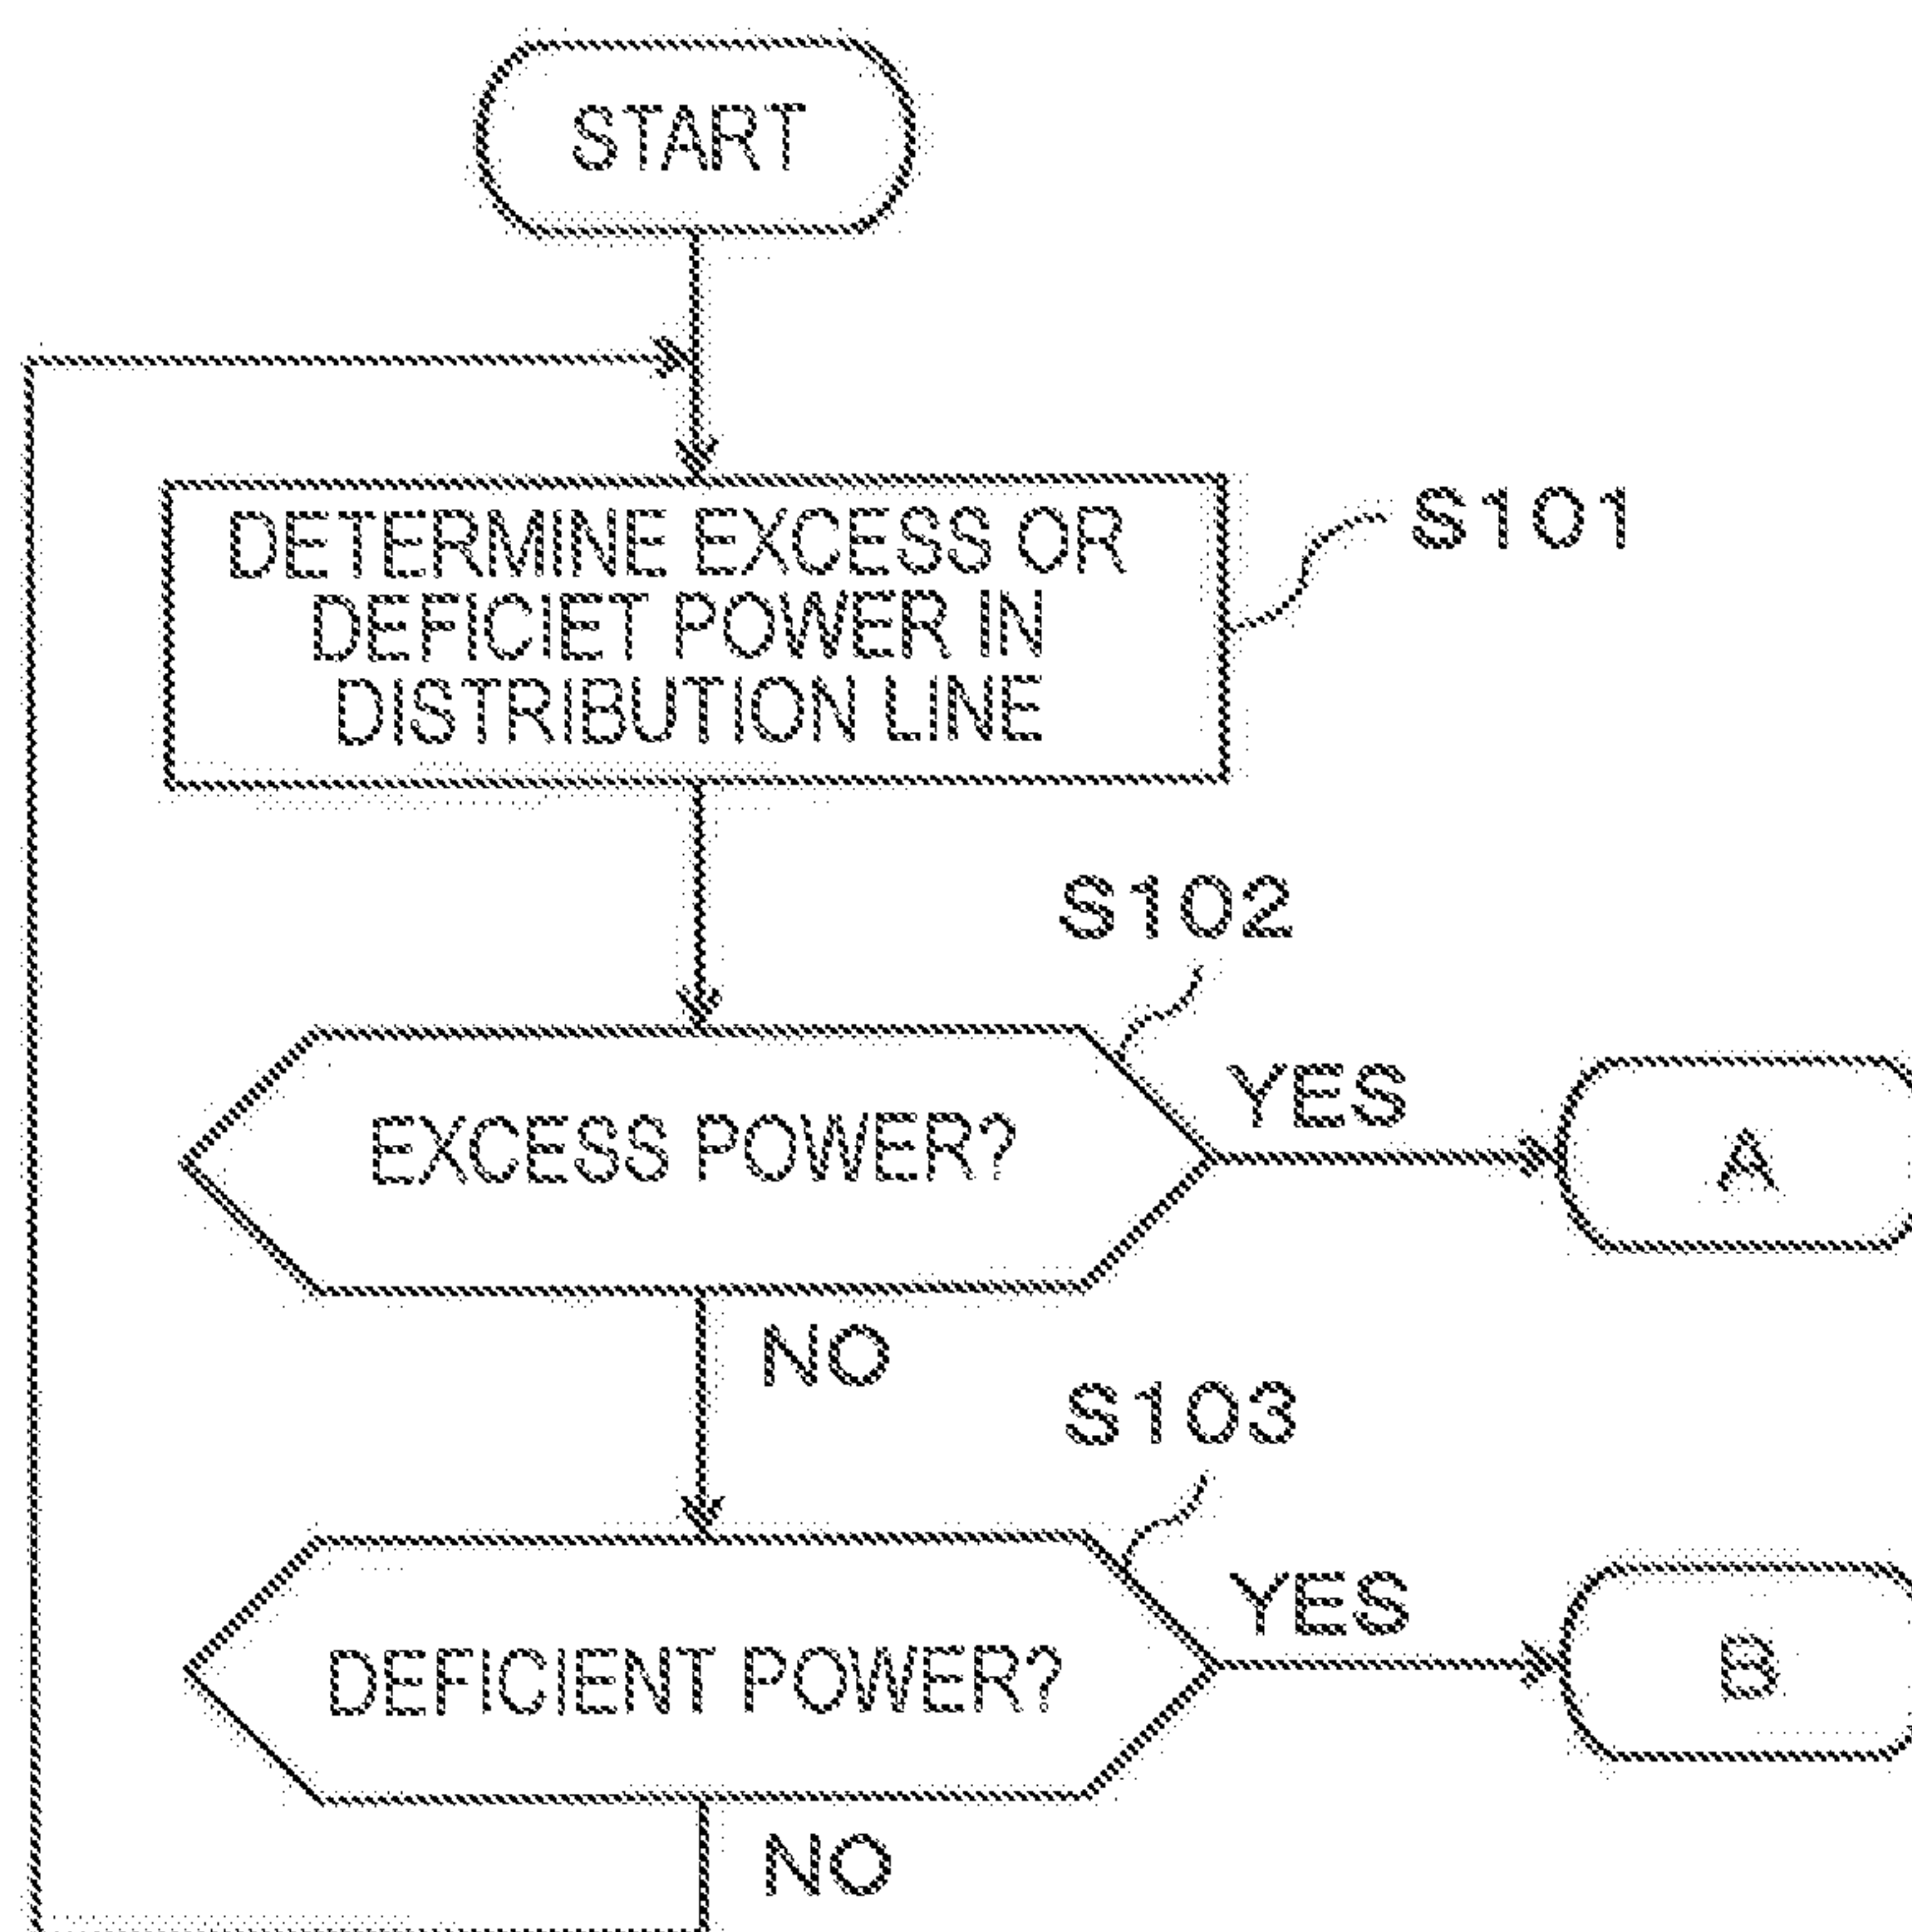 START
DETERMINE EXCESS OR
DEFICIET POWER IN
DISTRIBUTION LINE
S101
S102
EXCESS POWER?
YES
A
NO
S103
DEFICIENT POWER?
YES
B
NO